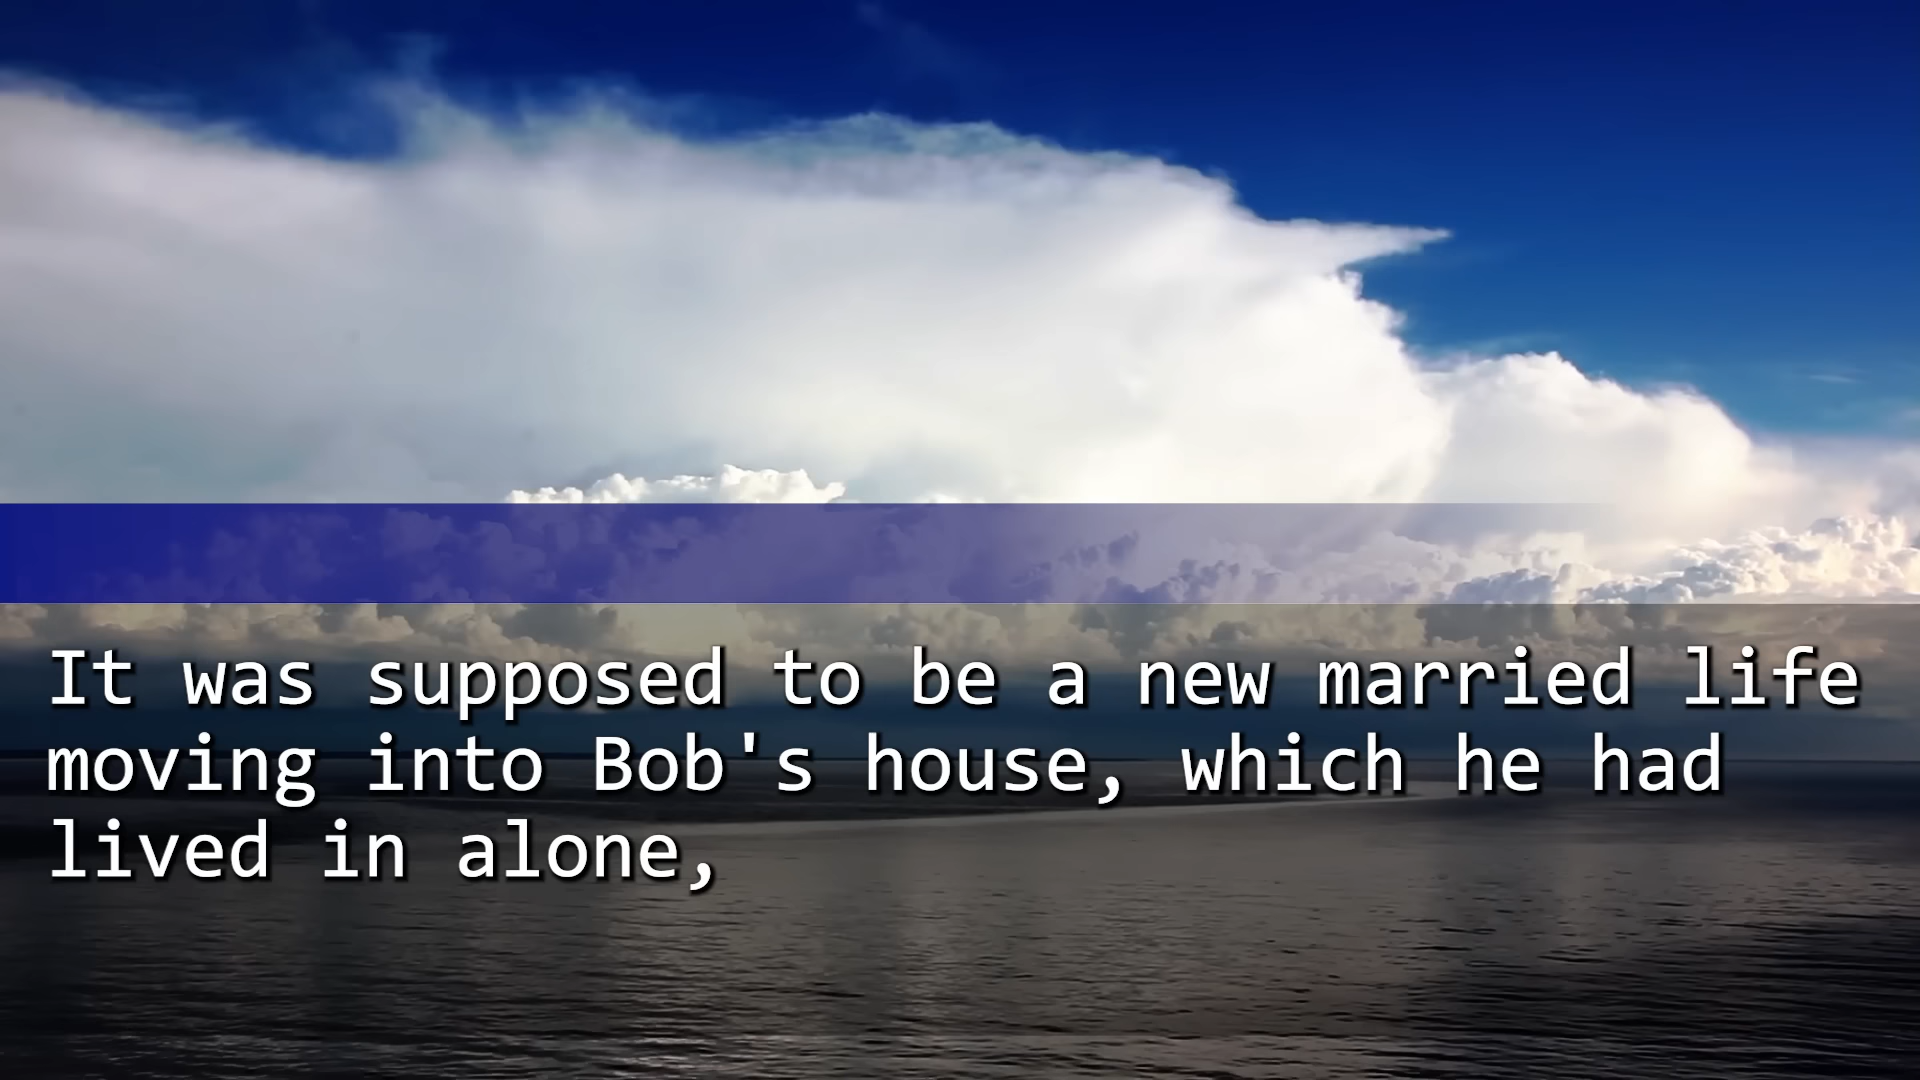 It was supposed to be a new married life
moving into Bob's house, which he had
lived in alone,